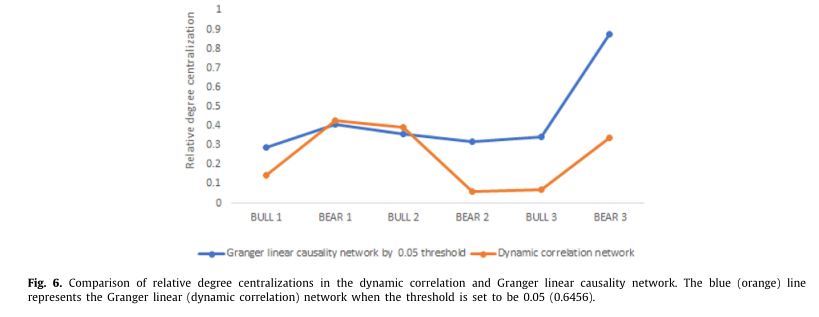 Relative degree centralization
1
0.9
0.8
0.7
0.6
0.5
0.4
0.3
0.2
0.1
0
BULL 1 BEAR 1 BULL 2 BEAR 2 BULL 3 BEAR 3
Granger linear causality network by 0.05 threshold Dynamic correlation network
Fig. 6. Comparison of relative degree centralizations in the dynamic correlation and Granger linear causality network. The blue (orange) line
represents the Granger linear (dynamic correlation) network when the threshold is set to be 0.05 (0.6456).